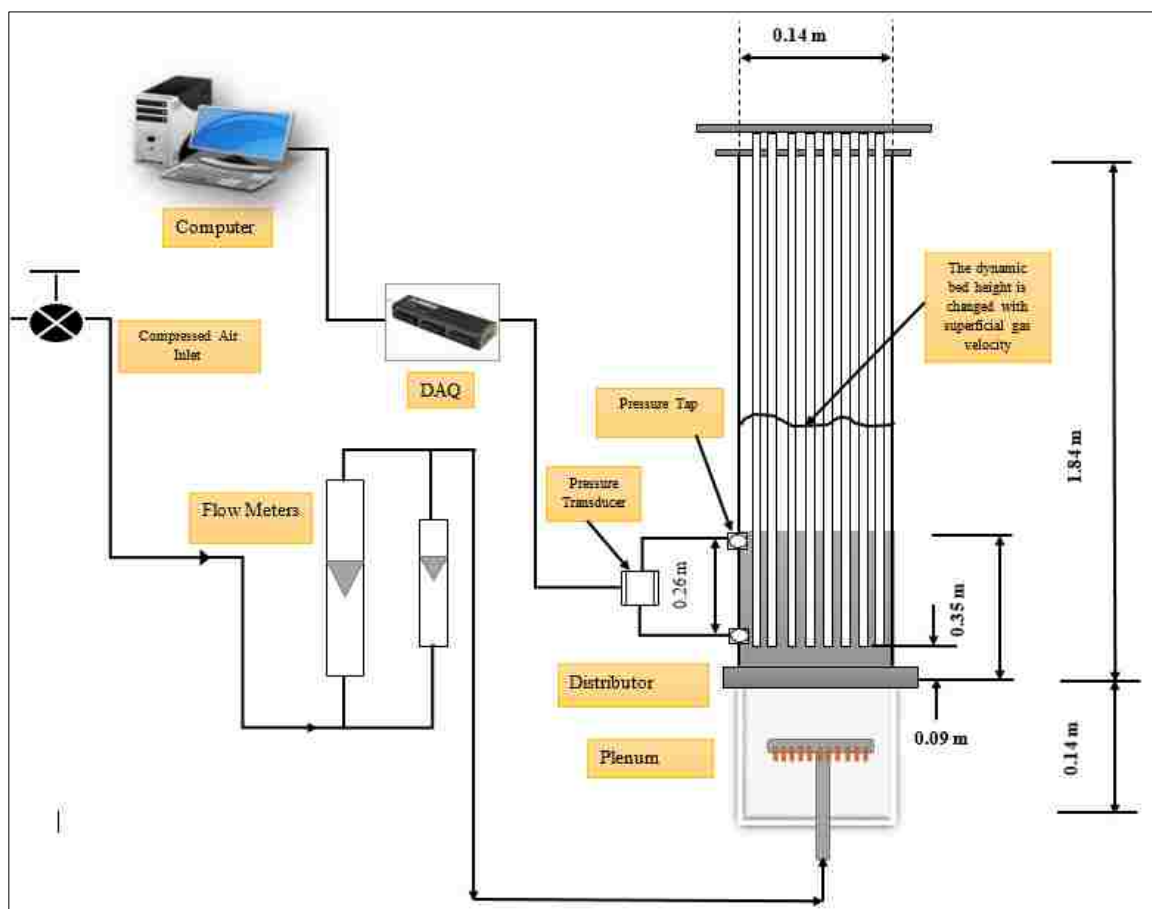 0.14 m
Computer
The dynamic
bed height is
changed with
superficial gas
velocity
Compressed Air
Inlet
DAQ
Pressure Tap
1.84 m
Pressure
Transducer
Flow Meters
0.26 m
0.35 m
Distributor
0.09 m
Plenum
0.14 m